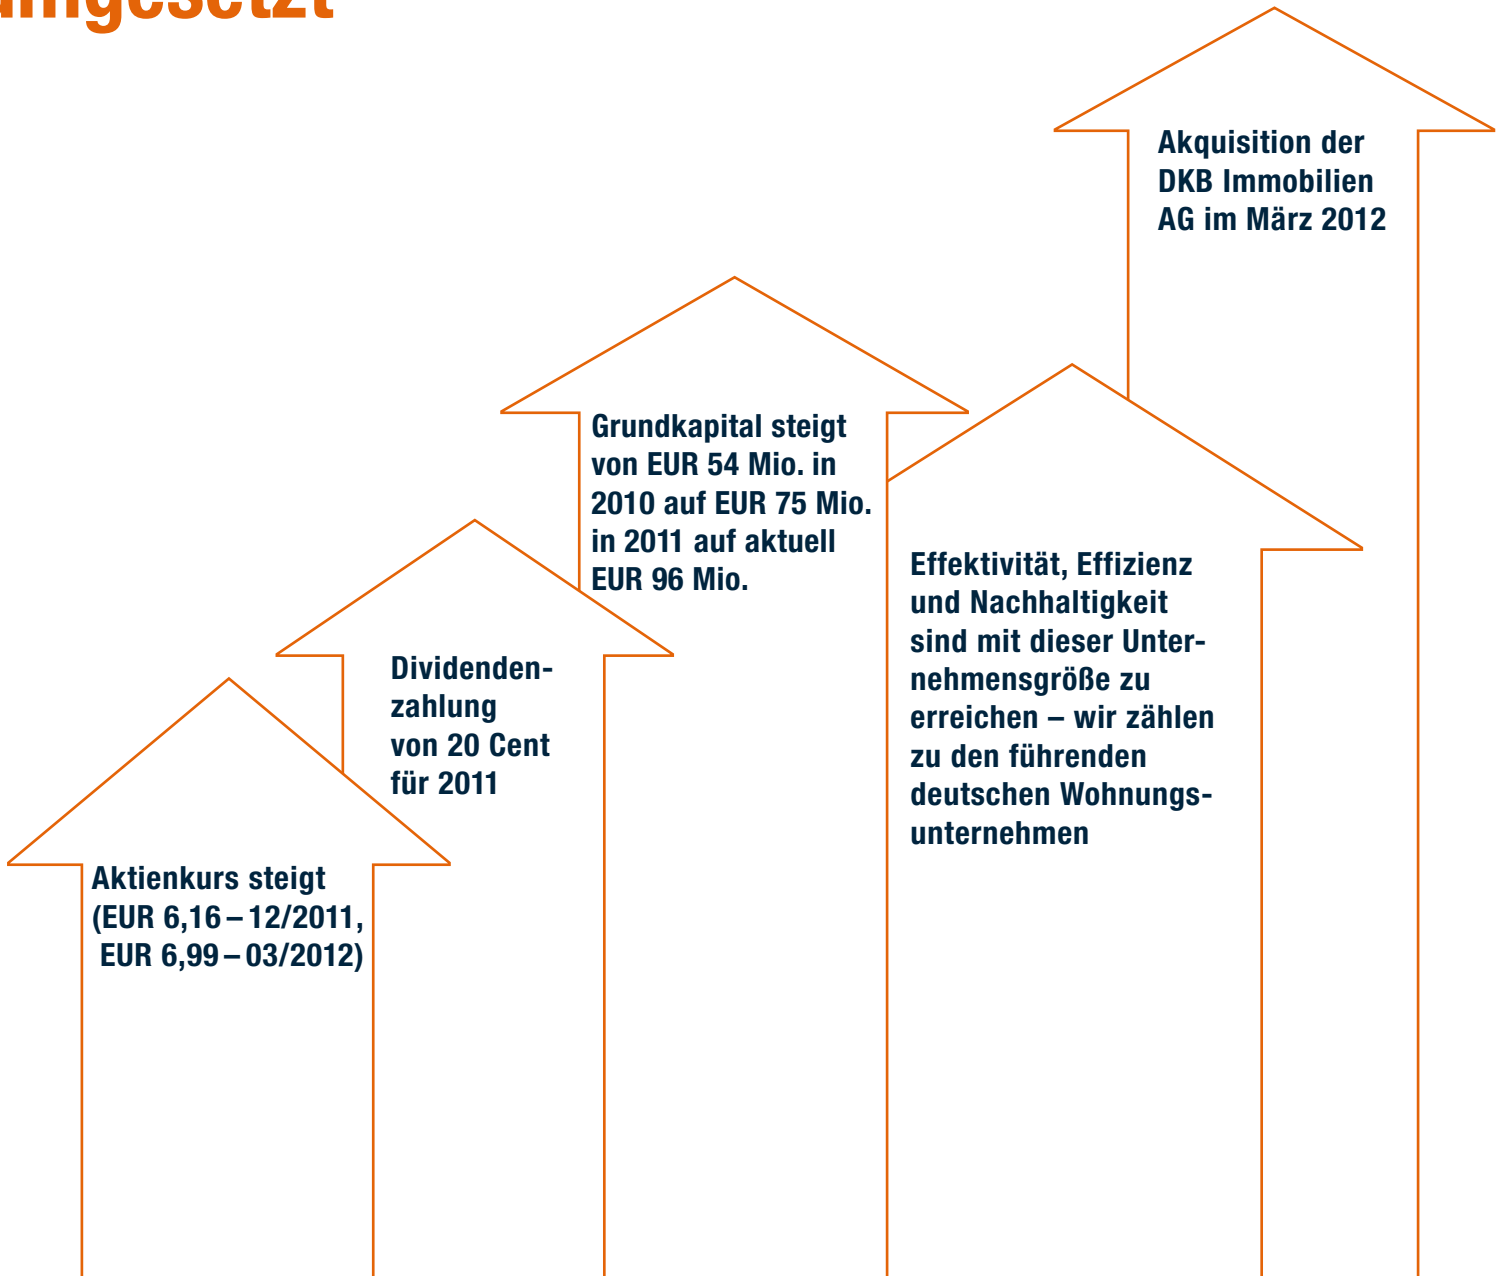 umgesetzt
Akquisition der
DKB Immobilien
AG im März 2012
Grundkapital steigt
von EUR 54 Mio. in
2010 auf EUR 75 Mio.
in 2011 auf aktuell
EUR 96 Mio.
Effektivität, Effizienz
und Nachhaltigkeit
sind mit dieser Unter-
nehmensgröße zu
erreichen – wir zählen
zu den führenden
deutschen Wohnungs-
unternehmen
Dividenden-
zahlung
von 20 Cent
für 2011
Aktienkurs steigt
(EUR 6,16 – 12/2011,
EUR 6,99 – 03/2012)